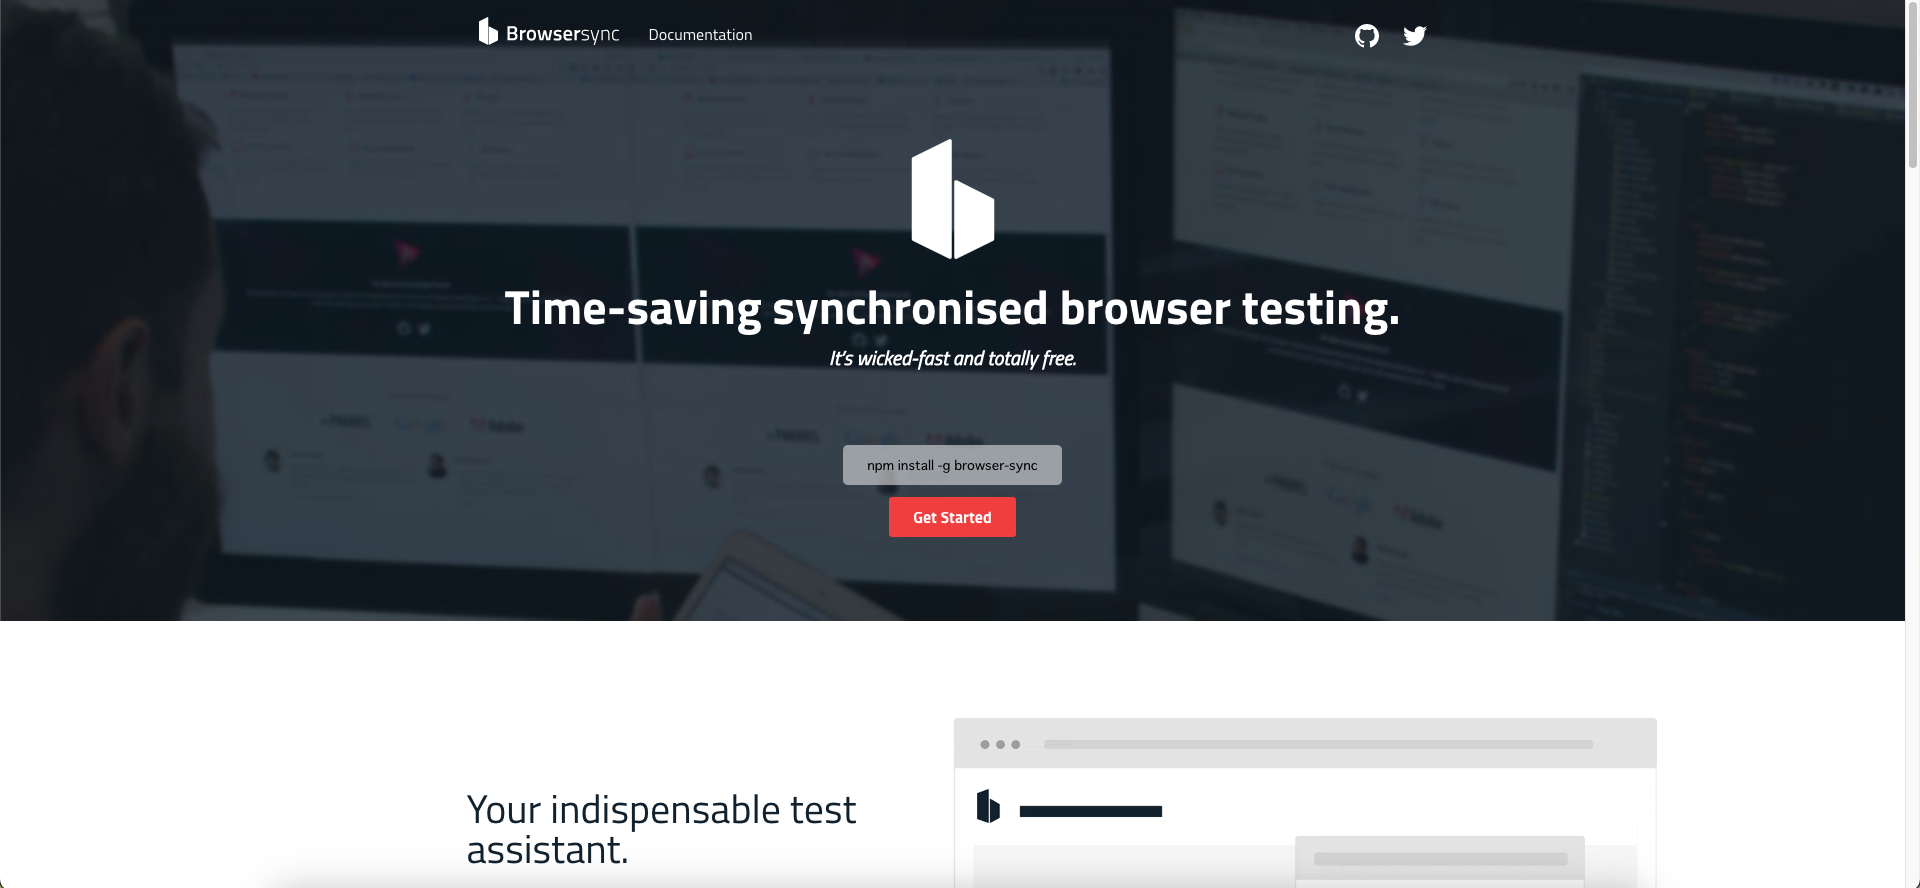 Browsersync
Documentation
Time-saving synchronised browser testing.
It's wicked-fast and totally free.
npm install -g browser-sync
Get Started
Your indispensable test
assistant.